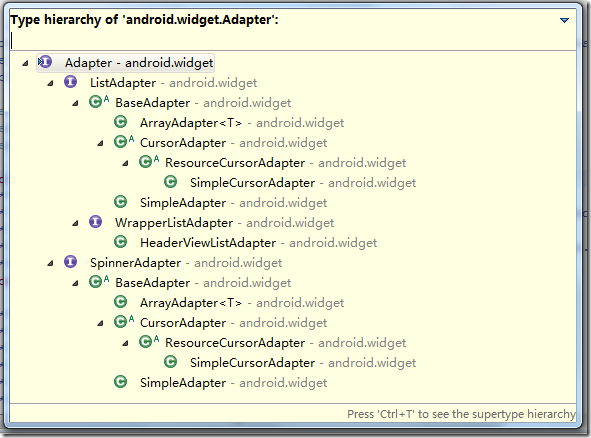 Type hierarchy of 'android.widget.Adapter':
Adapter - android.widget
ListAdapter - android.widget
BaseAdapter - android.widget
ArrayAdapter<T> - android.widget
CursorAdapter - android.widget
ResourceCursorAdapter - android.widget
SimpleCursorAdapter - android.widget
SimpleAdapter - android.widget
WrapperListAdapter - android.widget
HeaderViewListAdapter - android.widget
SpinnerAdapter - android.widget
BaseAdapter - android.widget
ArrayAdapter<T> - android.widget
CursorAdapter - android.widget
ResourceCursorAdapter - android.widget
SimpleCursorAdapter - android.widget
SimpleAdapter - android.widget
Press 'Ctrl+T' to see the supertype hierarchy